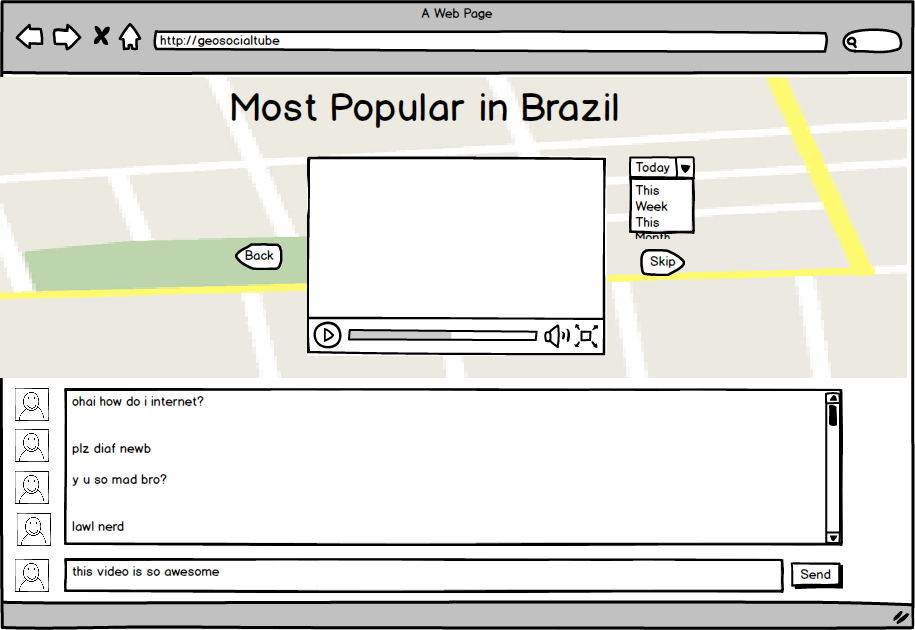 A Web Page
http://geosocialtube
Most Popular in Brazil
Today
This
Week
This
Month
Back
Skip
ohai how do i internet?
plz diaf newb
y u so mad bro?
lawl nerd
this video is so awesome
Send